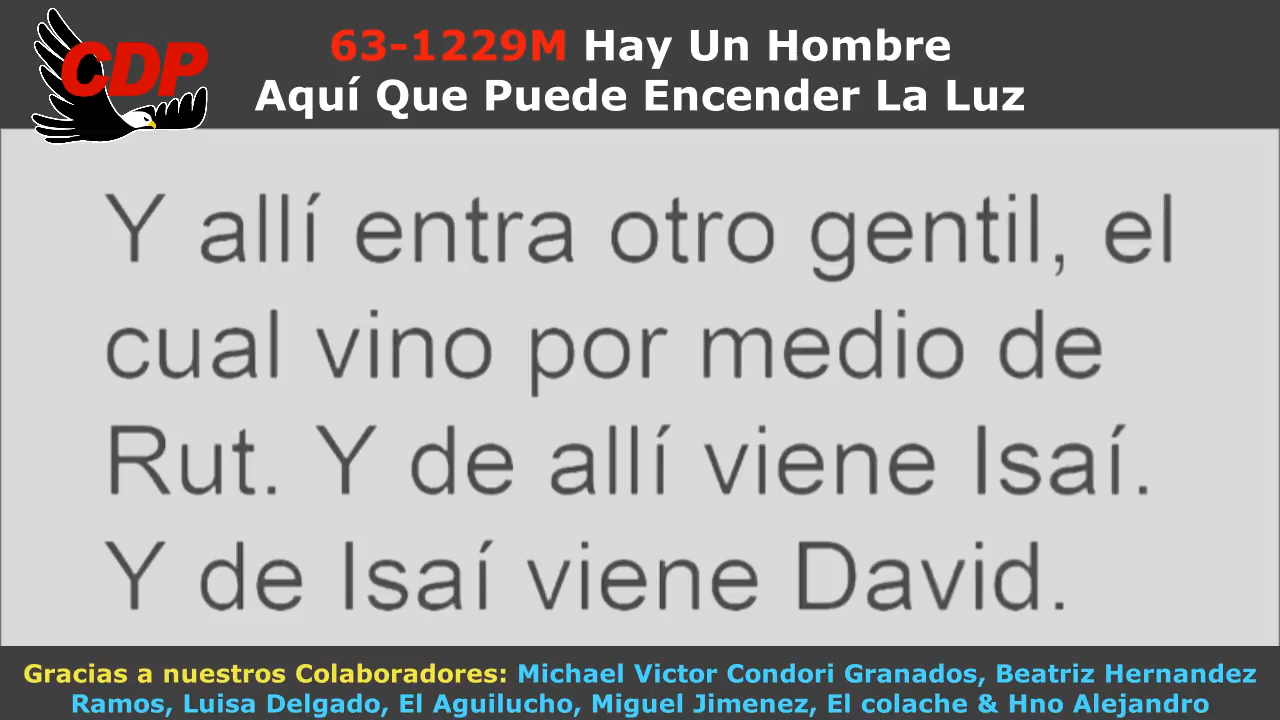 CDP
63-1229M Hay Un Hombre
Aquí Que Puede Encender La Luz
Y allí entra otro gentil, el
cual vino por medio de
Rut. Y de allí viene Isaí.
Y de Isaí viene David.
Gracias a nuestros Colaboradores: Michael Victor Condori Granados, Beatriz Hernandez
Ramos, Luisa Delgado, El Aguilucho, Miguel Jimenez, El colache & Hno Alejandro